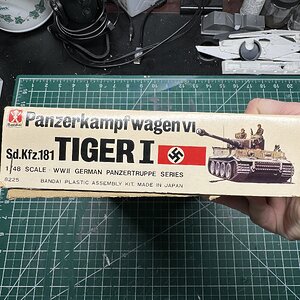 Panzerkampfwagen VI
Sd.Kfz.181 TIGER I
1/48 SCALE · WWII GERMAN PANZERTRUPPE SERIES
8225 BANDAI PLASTIC ASSEMBLY KIT. MADE IN JAPAN